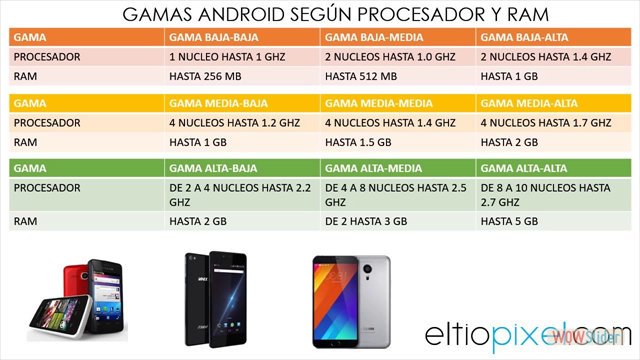 GAMAS ANDROID SEGÚN PROCESADOR Y RAM
GAMA GAMA BAJA-BAJA GAMA BAJA-MEDIA GAMA BAJA-ALTA
PROCESADOR 1 NUCLEO HASTA 1 GHZ 2 NUCLEOS HASTA 1.0 GHZ 2 NUCLEOS HASTA 1.4 GHZ
RAM HASTA 256 MB HASTA 512 MB HASTA 1 GB
GAMA GAMA MEDIA-BAJA GAMA MEDIA-MEDIA GAMA MEDIA-ALTA
PROCESADOR 4 NUCLEOS HASTA 1.2 GHZ 4 NUCLEOS HASTA 1.4 GHZ 4 NUCLEOS HASTA 1.7 GHZ
RAM HASTA 1 GB HASTA 1.5 GB HASTA 2 GB
GAMA GAMA ALTA-BAJA GAMA ALTA-MEDIA GAMA ALTA-ALTA
PROCESADOR DE 2 A 4 NUCLEOS HASTA 2.2 DE 4 A 8 NUCLEOS HASTA 2.5 DE 8 A 10 NUCLEOS HASTA
GHZ GHZ 2.7 GHZ
RAM HASTA 2 GB DE 2 HASTA 3 GB HASTA 5 GB
eltiopixel.com
WOWSlider